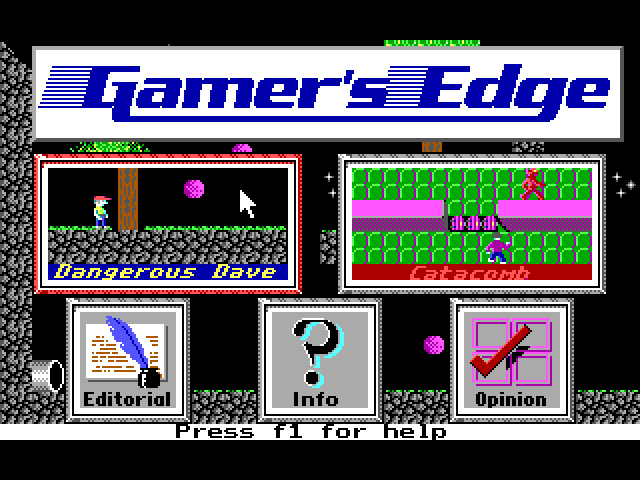 Gamer's Edge
Dangerous Dave
Catacomb
Editorial
Info
Opinion
Press f1 for help